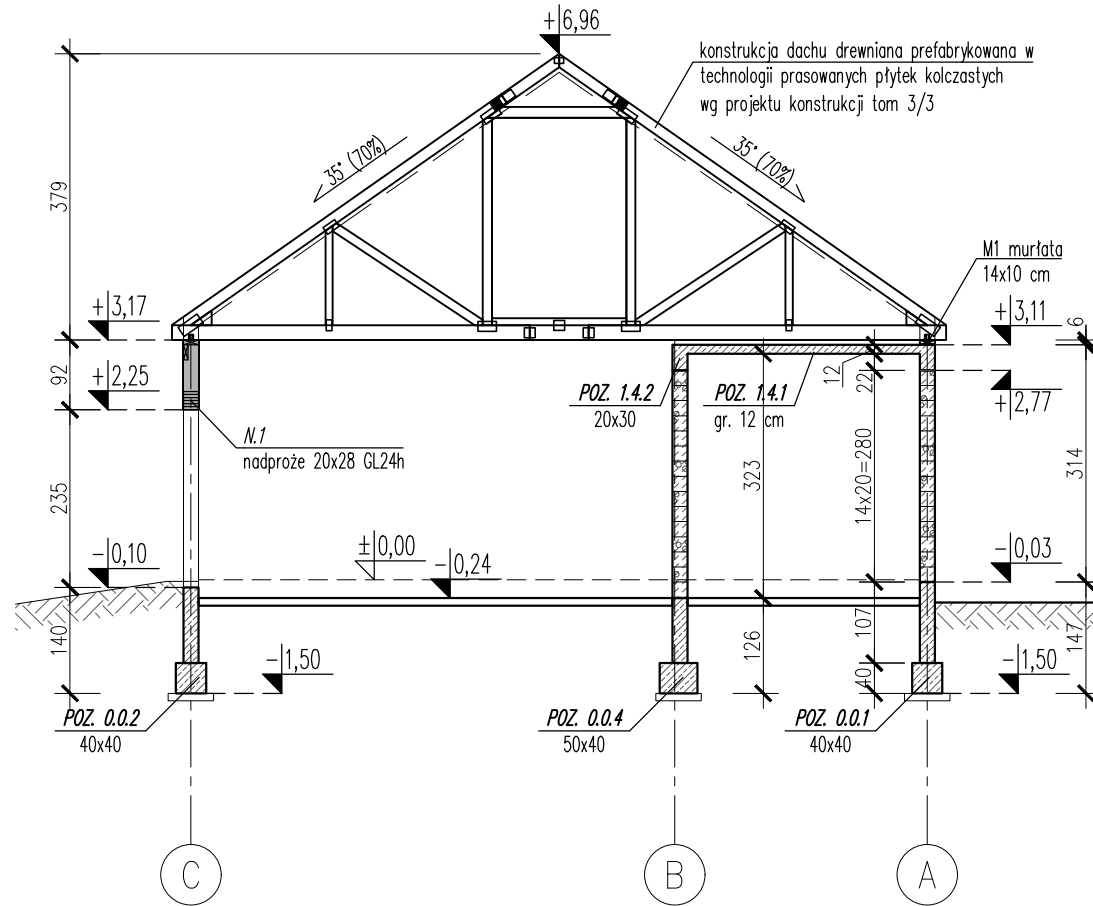 +6,96
konstrukcja dachu drewniana prefabrykowana w
technologii prasowanych płytek kolczastych
wg projektu konstrukcji tom 3/3
35° (70%)
35° (70%)
379
M1 murłata
14x10 cm
+3,17
+3,11
6
92
+2,25
12
22
+2,77
POZ. 1.4.2
20x30
POZ. 1.4.1
gr. 12 cm
N.1
nadproże 20x28 GL24h
235
323
14x20=280
314
-0,10
±0,00
-0,24
-0,03
140
126
107
40
147
-1,50
-1,50
POZ. 0.0.2
40x40
POZ. 0.0.4
50x40
POZ. 0.0.1
40x40
C
B
A